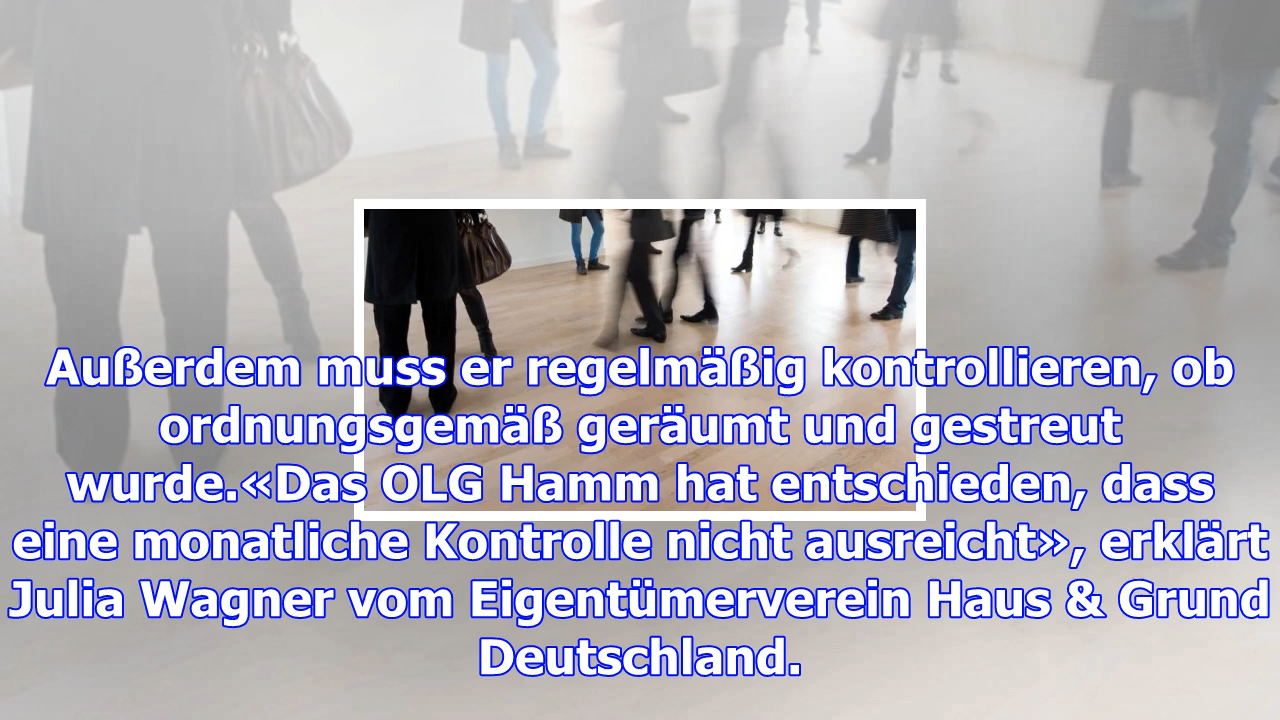 Außerdem muss er regelmäßig kontrollieren, ob
ordnungsgemäß geräumt und gestreut
wurde.«Das OLG Hamm hat entschieden, dass
eine monatliche Kontrolle nicht ausreicht», erklärt
Julia Wagner vom Eigentümerverein Haus & Grund
Deutschland.